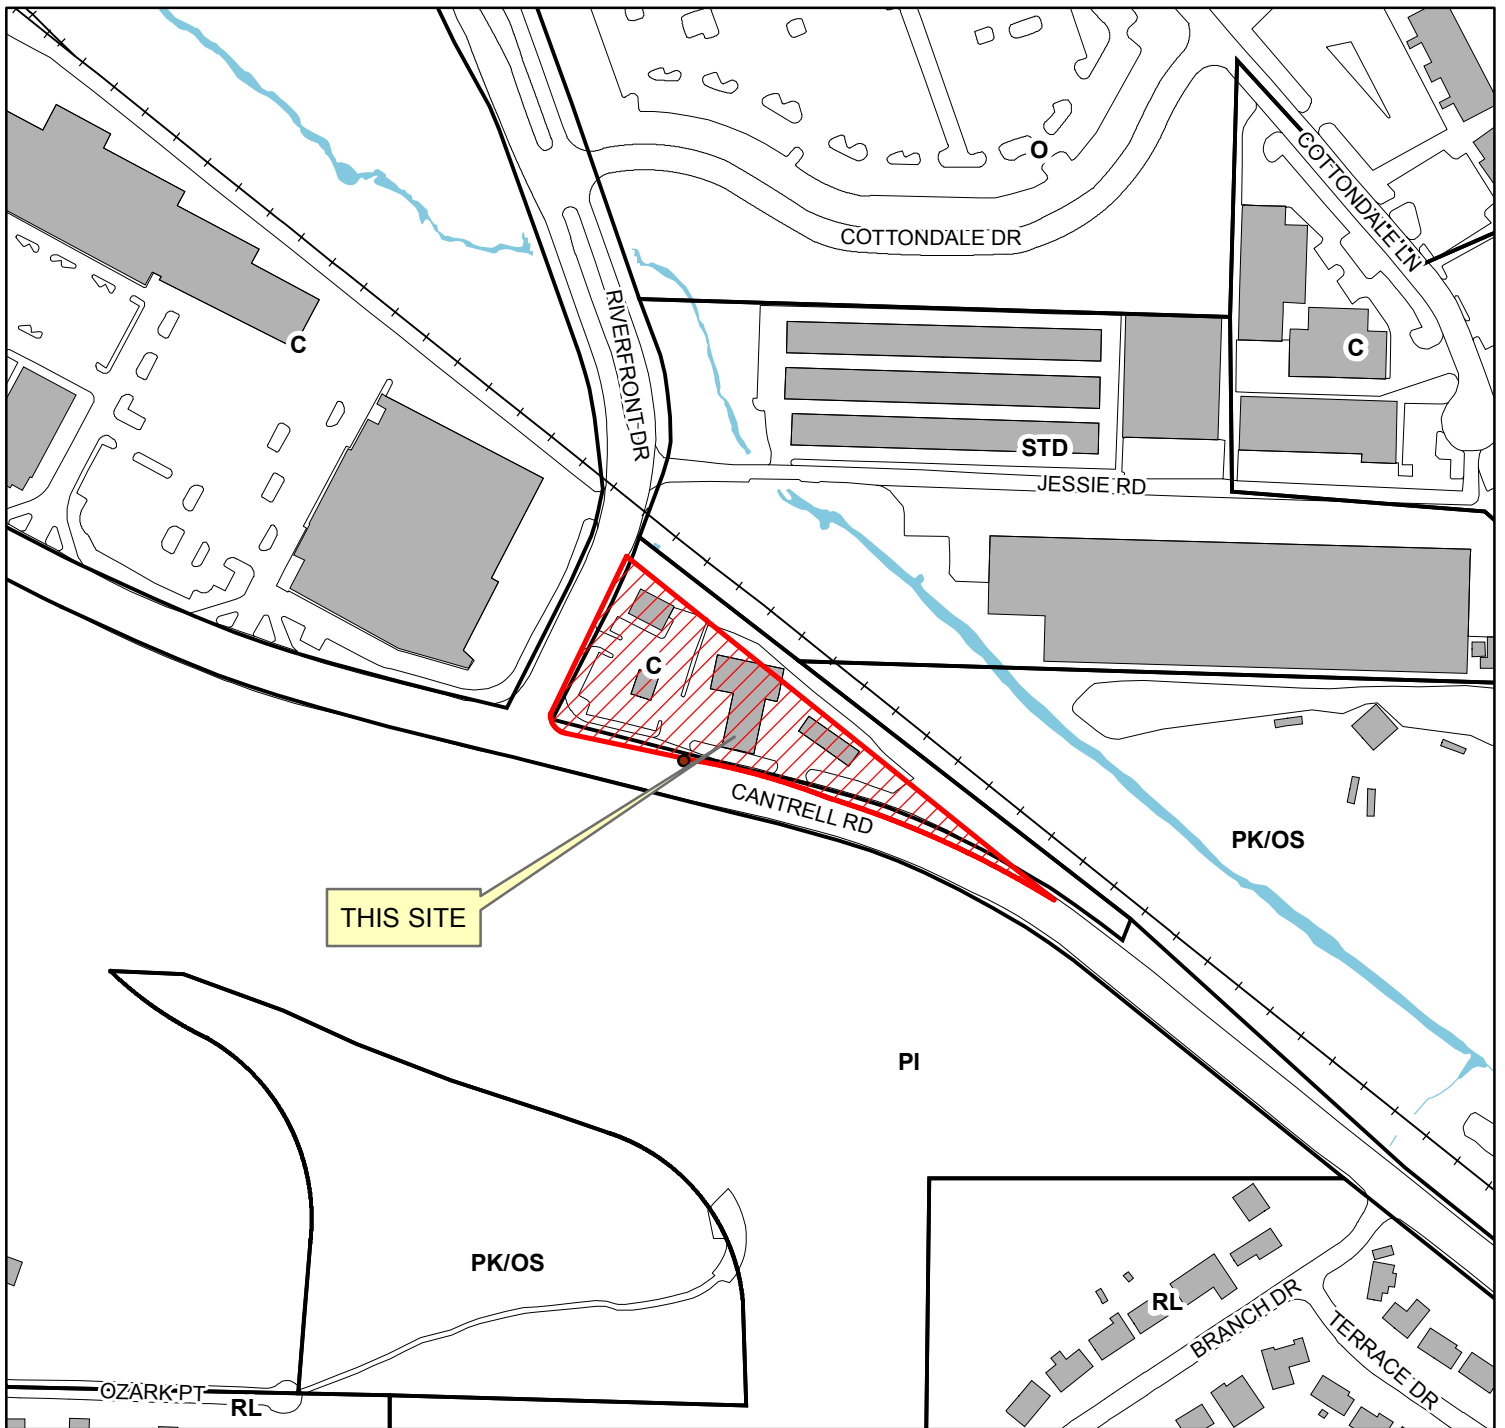 O
COTTONDALE LN
COTTONDALE DR
RIVERFRONT DR
C
C
STD
JESSIE RD
C
CANTRELL RD
PK/OS
THIS SITE
PI
PK/OS
RL
BRANCH DR
TERRACE DR
OZARK PT
RL